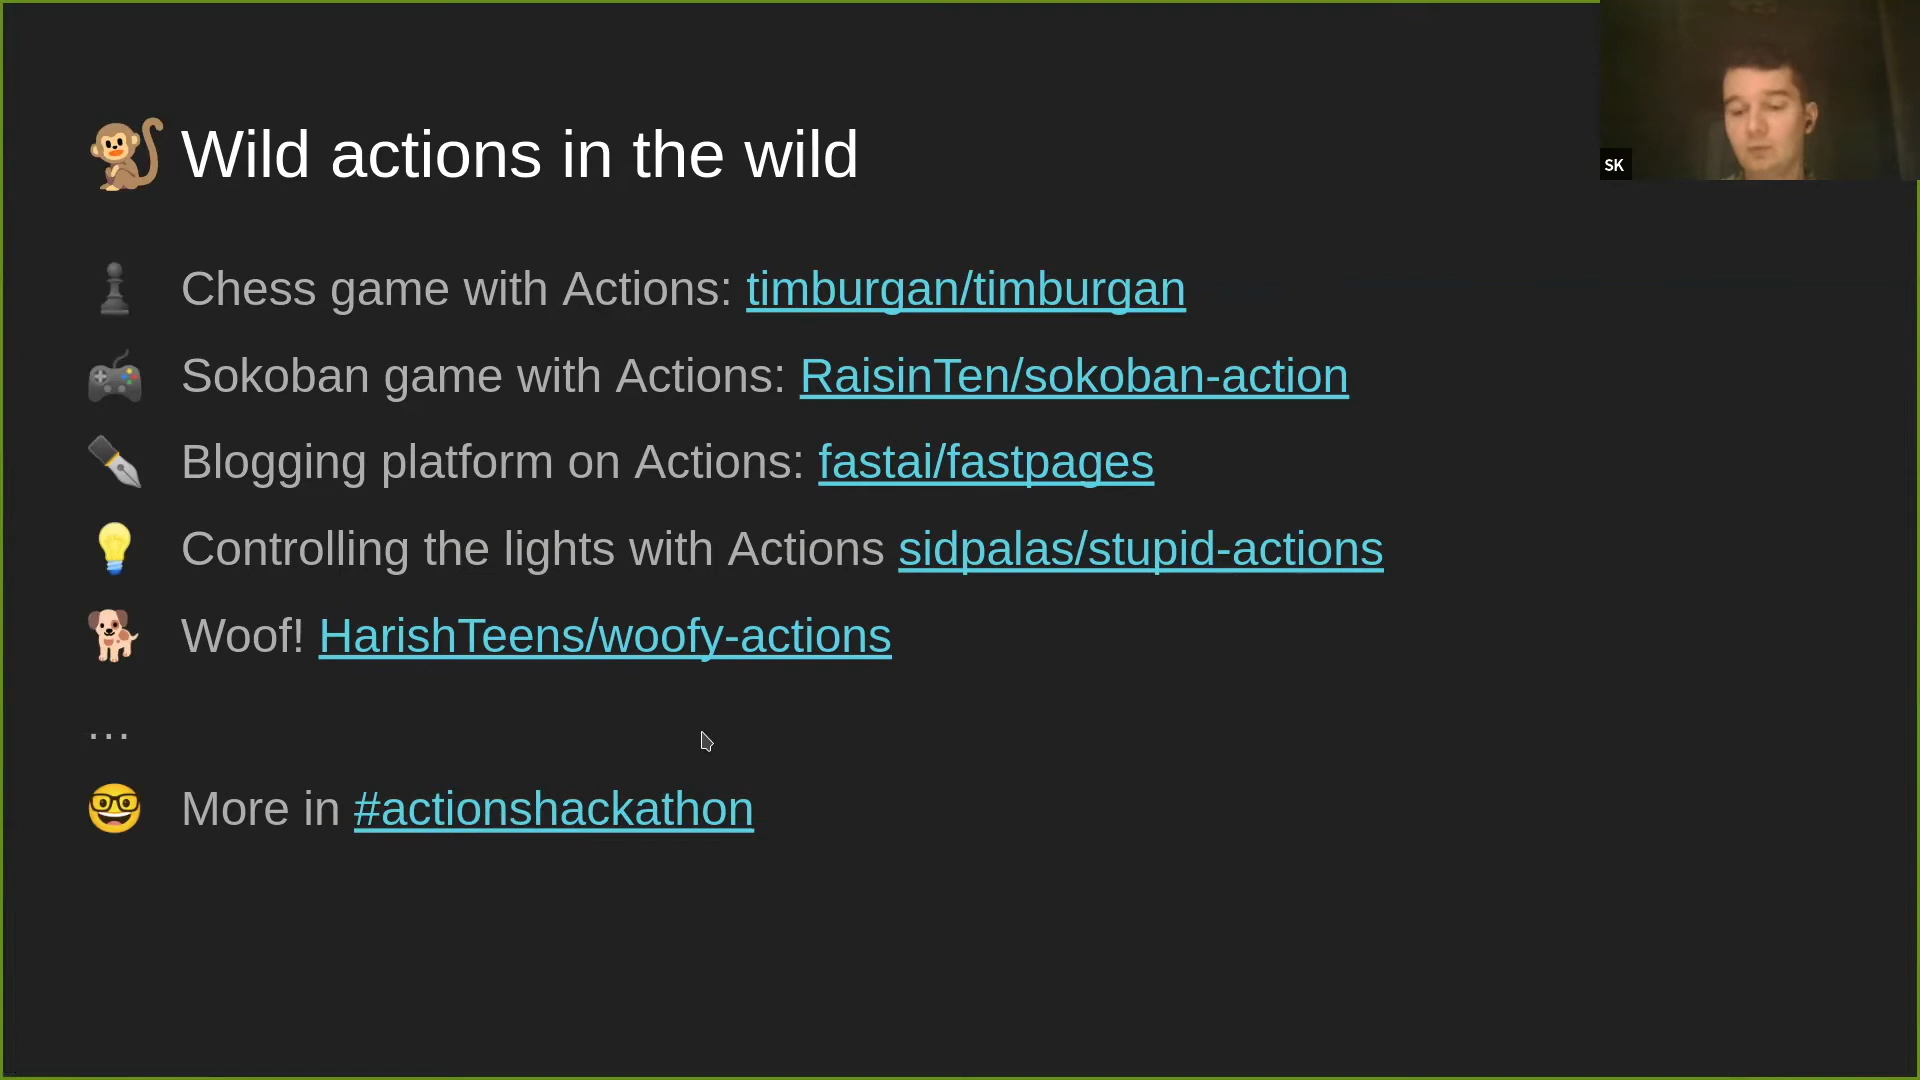 Wild actions in the wild
SK
Chess game with Actions: timburgan/timburgan
Sokoban game with Actions: RaisinTen/sokoban-action
Blogging platform on Actions: fastai/fastpages
Controlling the lights with Actions sidpalas/stupid-actions
Woof! HarishTeens/woofy-actions
…
More in #actionshackathon